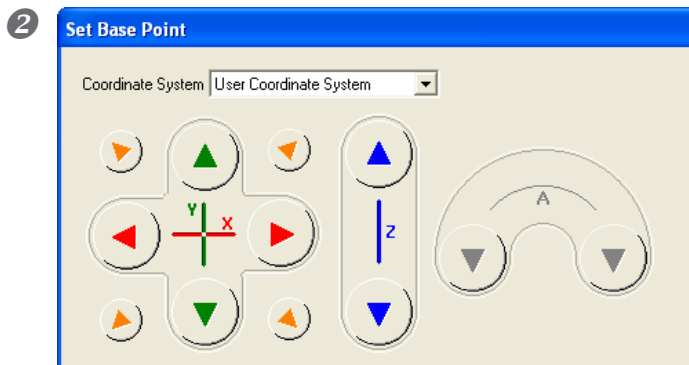 2
Set Base Point
Coordinate System User Coordinate System
Y X
Z
A